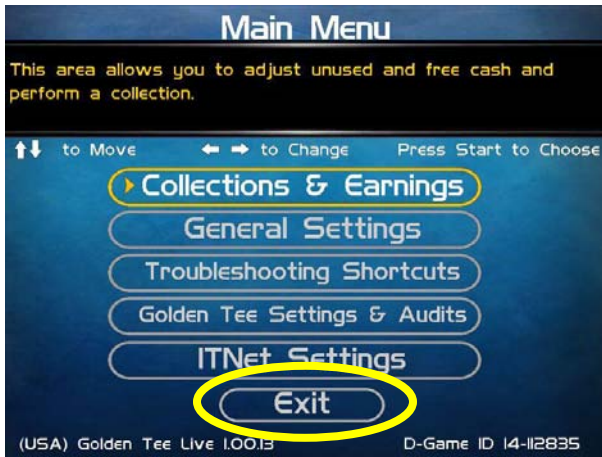 Main Menu
This area allows you to adjust unused and free cash and
perform a collection.
to Move to Change Press Start to Choose
Collections & Earnings
General Settings
Troubleshooting Shortcuts
Golden Tee Settings & Audits
ITNet Settings
Exit
(USA) Golden Tee Live 1.00.13 D-Game ID 14-112835